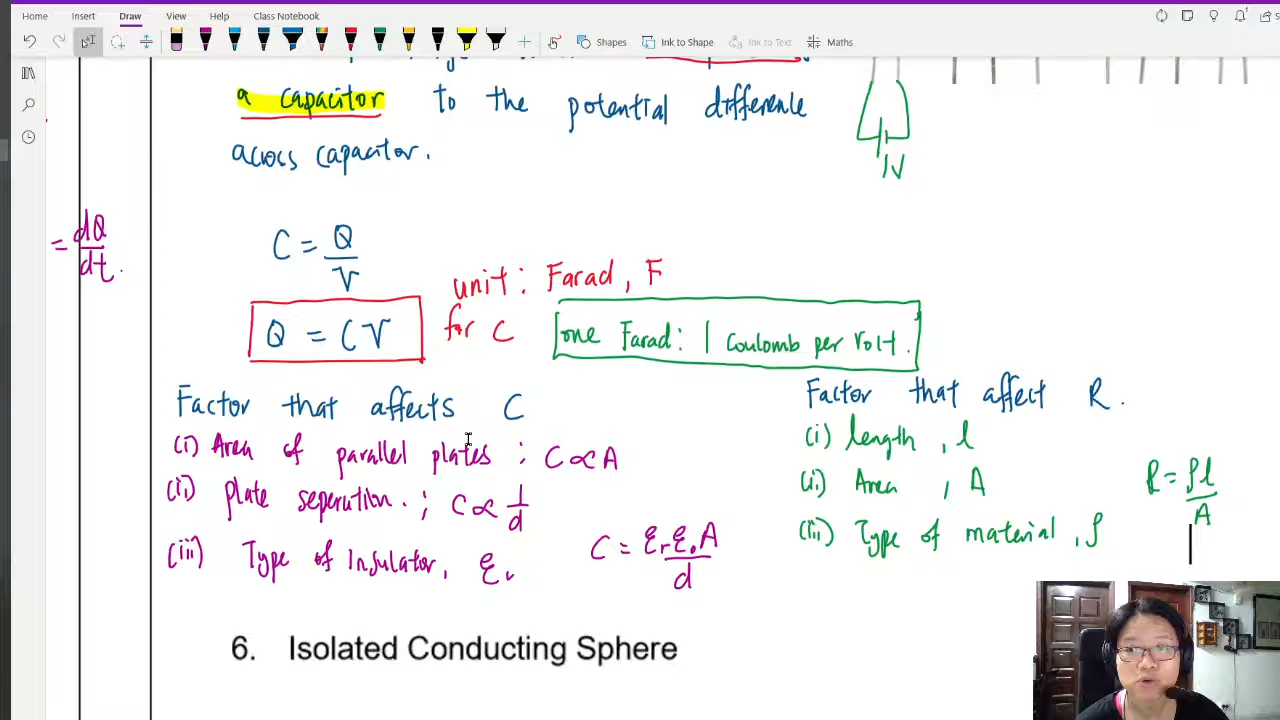 Home Insert Draw View Help Class Notebook
Shapes Ink to Shape Ink to Text Maths
a capacitor to the potential difference
across capacitor.
1V
= dQ
dt.
C = Q
V
unit: Farad, F
for C
Q = CV
one Farad: 1 Coulomb per Volt.
Factor that affects C
(i) Area of parallel plates ; C ∝ A
(ii) plate seperation. ; C ∝ 1
d
(iii) Type of Insulator, εr
C = εrε₀A
d
Factor that affect R.
(i) length, l
(ii) Area, A
(iii) Type of material, ρ
R = ρl
A
6. Isolated Conducting Sphere